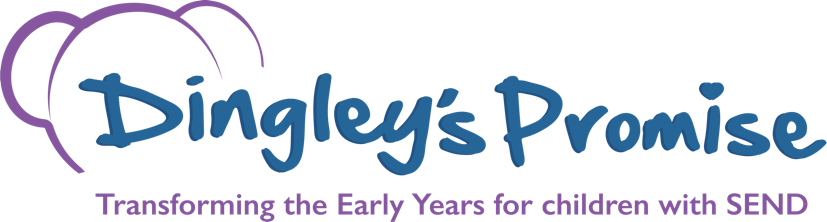 Dingley's Promise
Transforming the Early Years for children with SEND